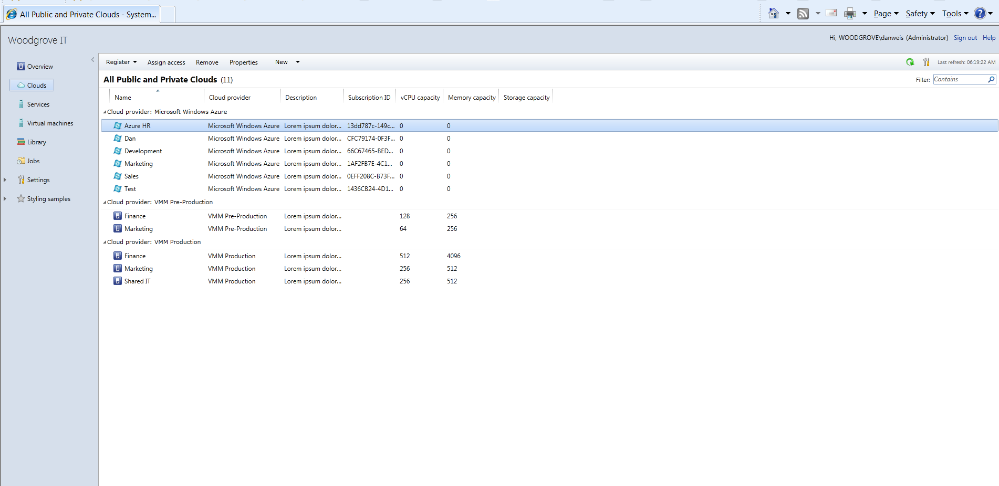 All Public and Private Clouds - System...
Page Safety Tools
Woodgrove IT
Hi, WOODGROVE\danweis (Administrator) Sign out Help
Overview
Clouds
Services
Virtual machines
Library
Jobs
Settings
Styling samples
Register Assign access Remove Properties New
Last refresh: 06:19:22 AM
All Public and Private Clouds (11)
Filter: Contains
Name Cloud provider Description Subscription ID vCPU capacity Memory capacity Storage capacity
Cloud provider: Microsoft Windows Azure
Azure HR Microsoft Windows Azure Lorem ipsum dolor... 13dd787c-149c... 0 0
Dan Microsoft Windows Azure Lorem ipsum dolor... CFC79174-0F3F... 0 0
Development Microsoft Windows Azure Lorem ipsum dolor... 66C67465-BED... 0 0
Marketing Microsoft Windows Azure Lorem ipsum dolor... 1AF2FB7E-4C1... 0 0
Sales Microsoft Windows Azure Lorem ipsum dolor... 0EFF208C-B73F... 0 0
Test Microsoft Windows Azure Lorem ipsum dolor... 1436CB24-4D1... 0 0
Cloud provider: VMM Pre-Production
Finance VMM Pre-Production Lorem ipsum dolor... 128 256
Marketing VMM Pre-Production Lorem ipsum dolor... 64 256
Cloud provider: VMM Production
Finance VMM Production Lorem ipsum dolor... 512 4096
Marketing VMM Production Lorem ipsum dolor... 256 512
Shared IT VMM Production Lorem ipsum dolor... 256 512